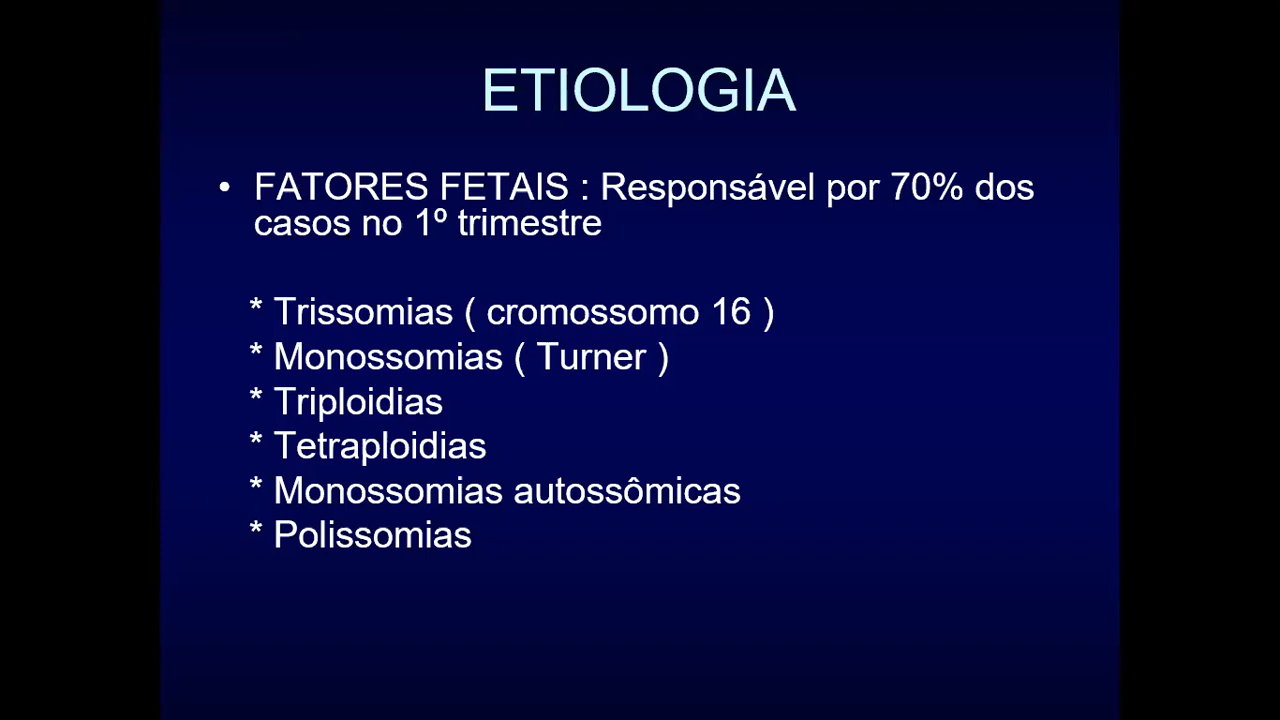 ETIOLOGIA
• FATORES FETAIS : Responsável por 70% dos
casos no 1º trimestre
* Trissomias ( cromossomo 16 )
* Monossomias ( Turner )
* Triploidias
* Tetraploidias
* Monossomias autossômicas
* Polissomias